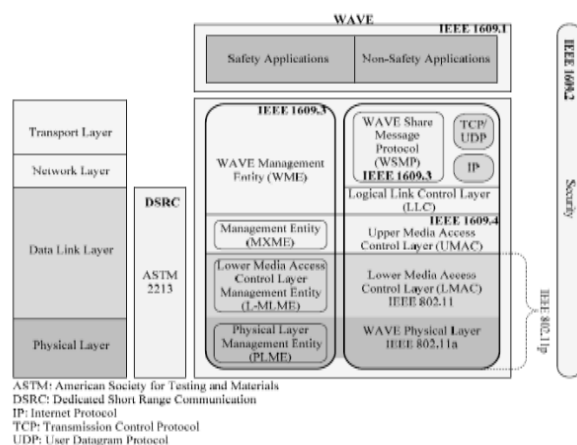 WAVE
IEEE 1609.1
Safety Applications
Non-Safety Applications
IEEE 1609.2
Security
Transport Layer
Network Layer
Data Link Layer
Physical Layer
DSRC
ASTM
2213
IEEE 1609.3
WAVE Management
Entity (WME)
Management Entity
(MXME)
Lower Media Access
Control Layer
Management Entity
(L-MLME)
Physical Layer
Management Entity
(PLME)
WAVE Share
Message
Protocol
(WSMP)
IEEE 1609.3
TCP/
UDP
IP
Logical Link Control Layer
(LLC)
IEEE 1609.4
Upper Media Access
Control Layer (UMAC)
Lower Media Access
Control Layer (LMAC)
IEEE 802.11
WAVE Physical Layer
IEEE 802.11a
IEEE 802.11p
ASTM: American Society for Testing and Materials
DSRC: Dedicated Short Range Communication
IP: Internet Protocol
TCP: Transmission Control Protocol
UDP: User Datagram Protocol